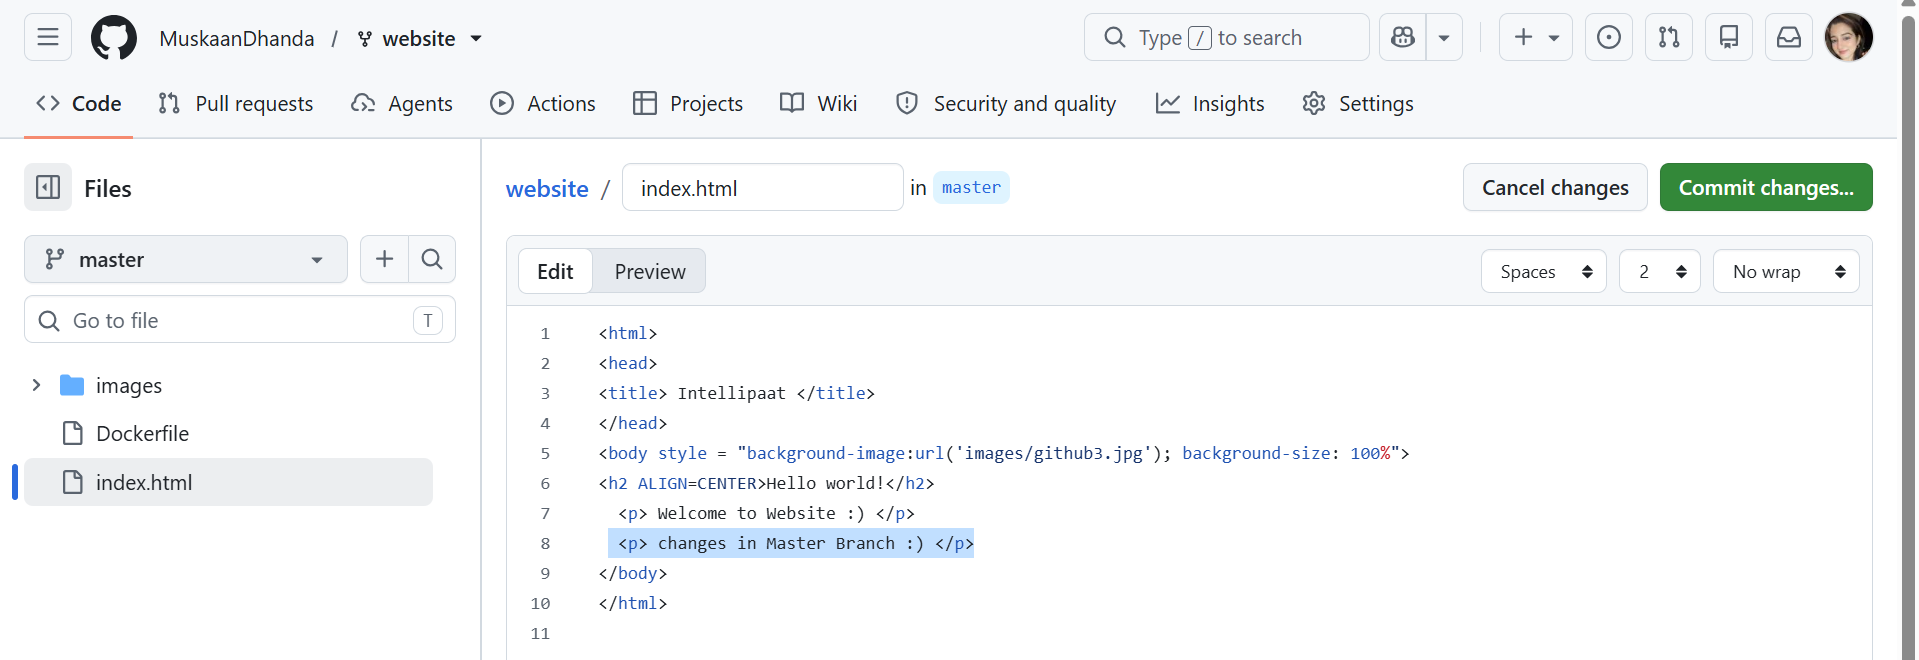 MuskaanDhanda / website
Type / to search
Code Pull requests Agents Actions Projects Wiki Security and quality Insights Settings
Files
master
Go to file T
images
Dockerfile
index.html
website / index.html in master
Cancel changes Commit changes...
Edit Preview
Spaces 2 No wrap
1 <html>
2 <head>
3 <title> Intellipaat </title>
4 </head>
5 <body style = "background-image:url('images/github3.jpg'); background-size: 100%">
6 <h2 ALIGN=CENTER>Hello world!</h2>
7 <p> Welcome to Website :) </p>
8 <p> changes in Master Branch :) </p>
9 </body>
10 </html>
11